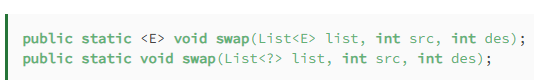 public static <E> void swap(List<E> list, int src, int des);
public static void swap(List<?> list, int src, int des);